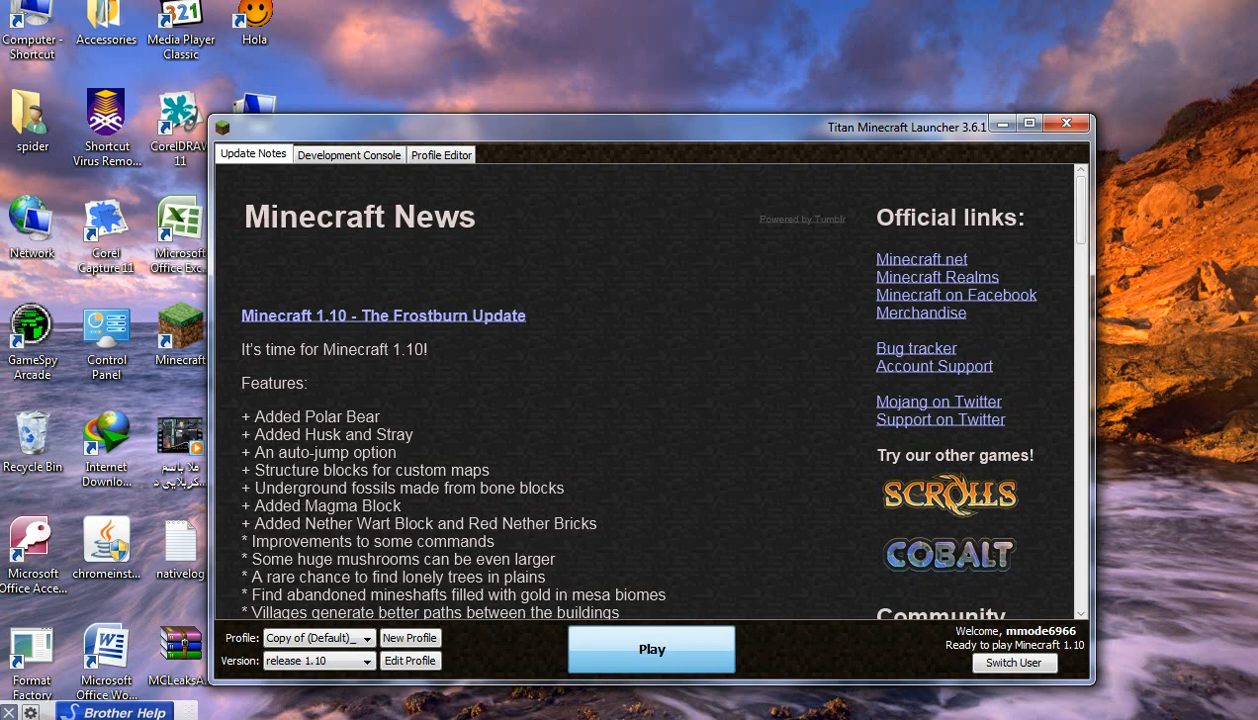 Computer -
Shortcut
Accessories
321
Media Player
Classic
Hola
spider
Shortcut
Virus Remo...
CorelDRAW
11
Network
Corel
Capture 11
Microsoft
Office Exc...
GameSpy
Arcade
Control
Panel
Minecraft
Recycle Bin
Internet
Downlo...
ملا باسم
کربلایی د...
Microsoft
Office Acce...
chromeinst...
nativelog
Format
Factory
Microsoft
Office Wo...
MCLeaksA
Brother Help
Titan Minecraft Launcher 3.6.1
Update Notes
Development Console
Profile Editor
Minecraft News
Powered by Tumblr
Minecraft 1.10 - The Frostburn Update
It's time for Minecraft 1.10!
Features:
+ Added Polar Bear
+ Added Husk and Stray
+ An auto-jump option
+ Structure blocks for custom maps
+ Underground fossils made from bone blocks
+ Added Magma Block
+ Added Nether Wart Block and Red Nether Bricks
* Improvements to some commands
* Some huge mushrooms can be even larger
* A rare chance to find lonely trees in plains
* Find abandoned mineshafts filled with gold in mesa biomes
* Villages generate better paths between the buildings
Official links:
Minecraft.net
Minecraft Realms
Minecraft on Facebook
Merchandise
Bug tracker
Account Support
Mojang on Twitter
Support on Twitter
Try our other games!
SCROLLS
COBALT
Community
Profile: Copy of (Default)_
New Profile
Version: release 1.10
Edit Profile
Play
Welcome, mmode6966
Ready to play Minecraft 1.10
Switch User